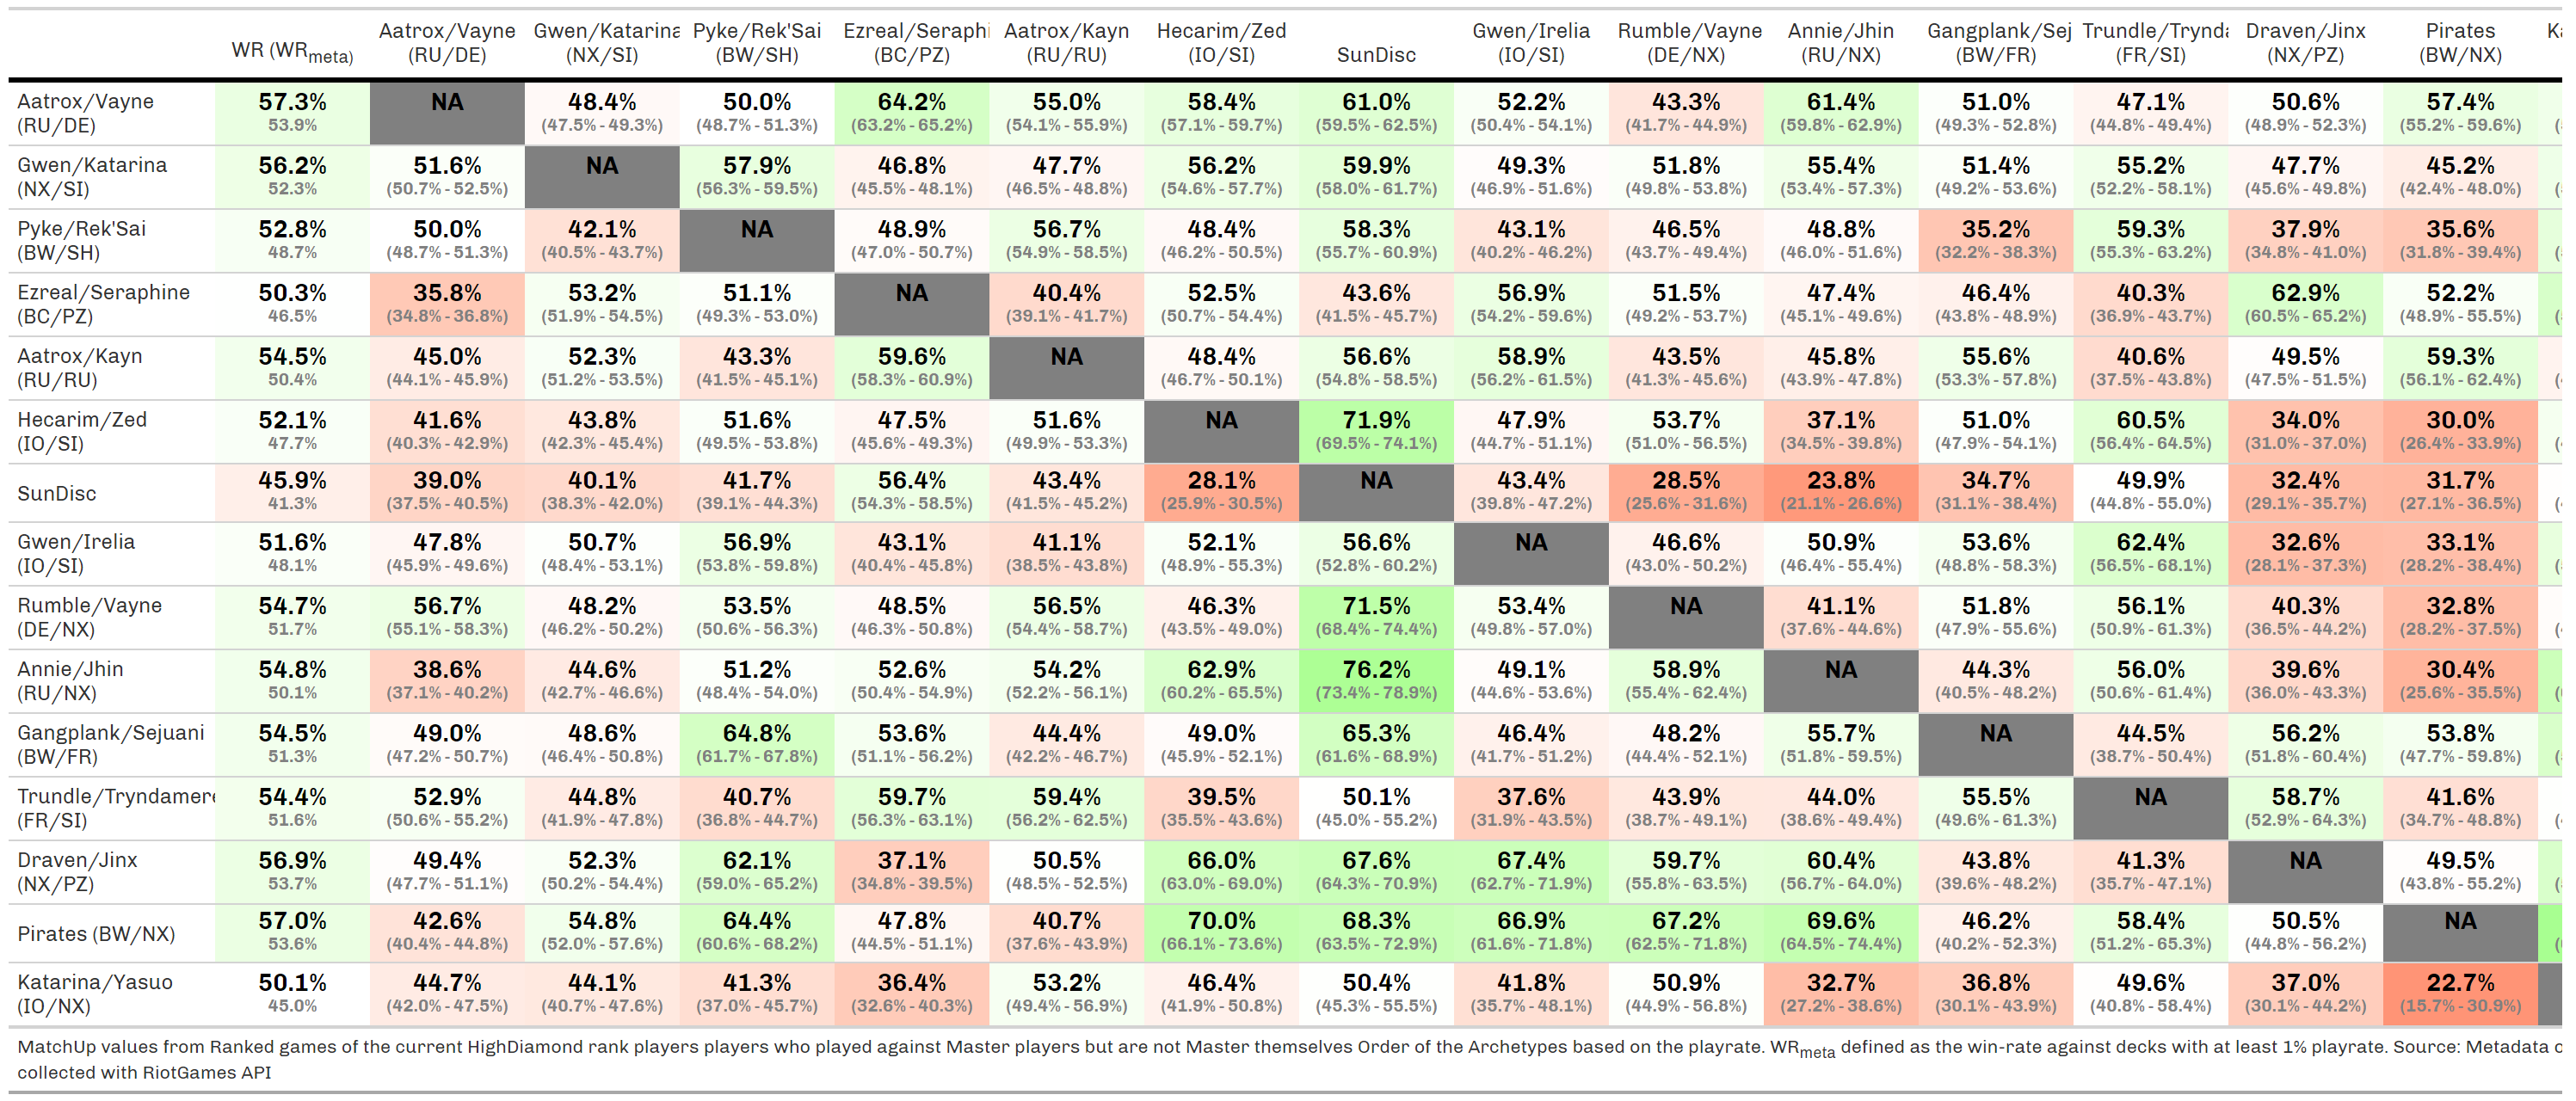 WR (WRmeta) Aatrox/Vayne (RU/DE) Gwen/Katarina (NX/SI) Pyke/Rek'Sai (BW/SH) Ezreal/Seraphi (BC/PZ) Aatrox/Kayn (RU/RU) Hecarim/Zed (IO/SI) SunDisc Gwen/Irelia (IO/SI) Rumble/Vayne (DE/NX) Annie/Jhin (RU/NX) Gangplank/Sej (BW/FR) Trundle/Trynda (FR/SI) Draven/Jinx (NX/PZ) Pirates (BW/NX)
Aatrox/Vayne 57.3% NA 48.4% 50.0% 64.2% 55.0% 58.4% 61.0% 52.2% 43.3% 61.4% 51.0% 47.1% 50.6% 57.4%
(RU/DE) 53.9% (47.5% - 49.3%) (48.7% - 51.3%) (63.2% - 65.2%) (54.1% - 55.9%) (57.1% - 59.7%) (59.5% - 62.5%) (50.4% - 54.1%) (41.7% - 44.9%) (59.8% - 62.9%) (49.3% - 52.8%) (44.8% - 49.4%) (48.9% - 52.3%) (55.2% - 59.6%)
Gwen/Katarina 56.2% 51.6% NA 57.9% 46.8% 47.7% 56.2% 59.9% 49.3% 51.8% 55.4% 51.4% 55.2% 47.7% 45.2%
(NX/SI) 52.3% (50.7% - 52.5%) (56.3% - 59.5%) (45.5% - 48.1%) (46.5% - 48.8%) (54.6% - 57.7%) (58.0% - 61.7%) (46.9% - 51.6%) (49.8% - 53.8%) (53.4% - 57.3%) (49.2% - 53.6%) (52.2% - 58.1%) (45.6% - 49.8%) (42.4% - 48.0%)
Pyke/Rek'Sai 52.8% 50.0% 42.1% NA 48.9% 56.7% 48.4% 58.3% 43.1% 46.5% 48.8% 35.2% 59.3% 37.9% 35.6%
(BW/SH) 48.7% (48.7% - 51.3%) (40.5% - 43.7%) (47.0% - 50.7%) (54.9% - 58.5%) (46.2% - 50.5%) (55.7% - 60.9%) (40.2% - 46.2%) (43.7% - 49.4%) (46.0% - 51.6%) (32.2% - 38.3%) (55.3% - 63.2%) (34.8% - 41.0%) (31.8% - 39.4%)
Ezreal/Seraphine 50.3% 35.8% 53.2% 51.1% NA 40.4% 52.5% 43.6% 56.9% 51.5% 47.4% 46.4% 40.3% 62.9% 52.2%
(BC/PZ) 46.5% (34.8% - 36.8%) (51.9% - 54.5%) (49.3% - 53.0%) (39.1% - 41.7%) (50.7% - 54.4%) (41.5% - 45.7%) (54.2% - 59.6%) (49.2% - 53.7%) (45.1% - 49.6%) (43.8% - 48.9%) (36.9% - 43.7%) (60.5% - 65.2%) (48.9% - 55.5%)
Aatrox/Kayn 54.5% 45.0% 52.3% 43.3% 59.6% NA 48.4% 56.6% 58.9% 43.5% 45.8% 55.6% 40.6% 49.5% 59.3%
(RU/RU) 50.4% (44.1% - 45.9%) (51.2% - 53.5%) (41.5% - 45.1%) (58.3% - 60.9%) (46.7% - 50.1%) (54.8% - 58.5%) (56.2% - 61.5%) (41.3% - 45.6%) (43.9% - 47.8%) (53.3% - 57.8%) (37.5% - 43.8%) (47.5% - 51.5%) (56.1% - 62.4%)
Hecarim/Zed 52.1% 41.6% 43.8% 51.6% 47.5% 51.6% NA 71.9% 47.9% 53.7% 37.1% 51.0% 60.5% 34.0% 30.0%
(IO/SI) 47.7% (40.3% - 42.9%) (42.3% - 45.4%) (49.5% - 53.8%) (45.6% - 49.3%) (49.9% - 53.3%) (69.5% - 74.1%) (44.7% - 51.1%) (51.0% - 56.5%) (34.5% - 39.8%) (47.9% - 54.1%) (56.4% - 64.5%) (31.0% - 37.0%) (26.4% - 33.9%)
SunDisc 45.9% 39.0% 40.1% 41.7% 56.4% 43.4% 28.1% NA 43.4% 28.5% 23.8% 34.7% 49.9% 32.4% 31.7%
41.3% (37.5% - 40.5%) (38.3% - 42.0%) (39.1% - 44.3%) (54.3% - 58.5%) (41.5% - 45.2%) (25.9% - 30.5%) (39.8% - 47.2%) (25.6% - 31.6%) (21.1% - 26.6%) (31.1% - 38.4%) (44.8% - 55.0%) (29.1% - 35.7%) (27.1% - 36.5%)
Gwen/Irelia 51.6% 47.8% 50.7% 56.9% 43.1% 41.1% 52.1% 56.6% NA 46.6% 50.9% 53.6% 62.4% 32.6% 33.1%
(IO/SI) 48.1% (45.9% - 49.6%) (48.4% - 53.1%) (53.8% - 59.8%) (40.4% - 45.8%) (38.5% - 43.8%) (48.9% - 55.3%) (52.8% - 60.2%) (43.0% - 50.2%) (46.4% - 55.4%) (48.8% - 58.3%) (56.5% - 68.1%) (28.1% - 37.3%) (28.2% - 38.4%)
Rumble/Vayne 54.7% 56.7% 48.2% 53.5% 48.5% 56.5% 46.3% 71.5% 53.4% NA 41.1% 51.8% 56.1% 40.3% 32.8%
(DE/NX) 51.7% (55.1% - 58.3%) (46.2% - 50.2%) (50.6% - 56.3%) (46.3% - 50.8%) (54.4% - 58.7%) (43.5% - 49.0%) (68.4% - 74.4%) (49.8% - 57.0%) (37.6% - 44.6%) (47.9% - 55.6%) (50.9% - 61.3%) (36.5% - 44.2%) (28.2% - 37.5%)
Annie/Jhin 54.8% 38.6% 44.6% 51.2% 52.6% 54.2% 62.9% 76.2% 49.1% 58.9% NA 44.3% 56.0% 39.6% 30.4%
(RU/NX) 50.1% (37.1% - 40.2%) (42.7% - 46.6%) (48.4% - 54.0%) (50.4% - 54.9%) (52.2% - 56.1%) (60.2% - 65.5%) (73.4% - 78.9%) (44.6% - 53.6%) (55.4% - 62.4%) (40.5% - 48.2%) (50.6% - 61.4%) (36.0% - 43.3%) (25.6% - 35.5%)
Gangplank/Sejuani 54.5% 49.0% 48.6% 64.8% 53.6% 44.4% 49.0% 65.3% 46.4% 48.2% 55.7% NA 44.5% 56.2% 53.8%
(BW/FR) 51.3% (47.2% - 50.7%) (46.4% - 50.8%) (61.7% - 67.8%) (51.1% - 56.2%) (42.2% - 46.7%) (45.9% - 52.1%) (61.6% - 68.9%) (41.7% - 51.2%) (44.4% - 52.1%) (51.8% - 59.5%) (38.7% - 50.4%) (51.8% - 60.4%) (47.7% - 59.8%)
Trundle/Tryndamere 54.4% 52.9% 44.8% 40.7% 59.7% 59.4% 39.5% 50.1% 37.6% 43.9% 44.0% 55.5% NA 58.7% 41.6%
(FR/SI) 51.6% (50.6% - 55.2%) (41.9% - 47.8%) (36.8% - 44.7%) (56.3% - 63.1%) (56.2% - 62.5%) (35.5% - 43.6%) (45.0% - 55.2%) (31.9% - 43.5%) (38.7% - 49.1%) (38.6% - 49.4%) (49.6% - 61.3%) (52.9% - 64.3%) (34.7% - 48.8%)
Draven/Jinx 56.9% 49.4% 52.3% 62.1% 37.1% 50.5% 66.0% 67.6% 67.4% 59.7% 60.4% 43.8% 41.3% NA 49.5%
(NX/PZ) 53.7% (47.7% - 51.1%) (50.2% - 54.4%) (59.0% - 65.2%) (34.8% - 39.5%) (48.5% - 52.5%) (63.0% - 69.0%) (64.3% - 70.9%) (62.7% - 71.9%) (55.8% - 63.5%) (56.7% - 64.0%) (39.6% - 48.2%) (35.7% - 47.1%) (43.8% - 55.2%)
Pirates (BW/NX) 57.0% 42.6% 54.8% 64.4% 47.8% 40.7% 70.0% 68.3% 66.9% 67.2% 69.6% 46.2% 58.4% 50.5% NA
53.6% (40.4% - 44.8%) (52.0% - 57.6%) (60.6% - 68.2%) (44.5% - 51.1%) (37.6% - 43.9%) (66.1% - 73.6%) (63.5% - 72.9%) (61.6% - 71.8%) (62.5% - 71.8%) (64.5% - 74.4%) (40.2% - 52.3%) (51.2% - 65.3%) (44.8% - 56.2%)
Katarina/Yasuo 50.1% 44.7% 44.1% 41.3% 36.4% 53.2% 46.4% 50.4% 41.8% 50.9% 32.7% 36.8% 49.6% 37.0% 22.7%
(IO/NX) 45.0% (42.0% - 47.5%) (40.7% - 47.6%) (37.0% - 45.7%) (32.6% - 40.3%) (49.4% - 56.9%) (41.9% - 50.8%) (45.3% - 55.5%) (35.7% - 48.1%) (44.9% - 56.8%) (27.2% - 38.6%) (30.1% - 43.9%) (40.8% - 58.4%) (30.1% - 44.2%) (15.7% - 30.9%)
MatchUp values from Ranked games of the current HighDiamond rank players players who played against Master players but are not Master themselves Order of the Archetypes based on the playrate. WRmeta defined as the win-rate against decks with at least 1% playrate. Source: Metadata
collected with RiotGames API